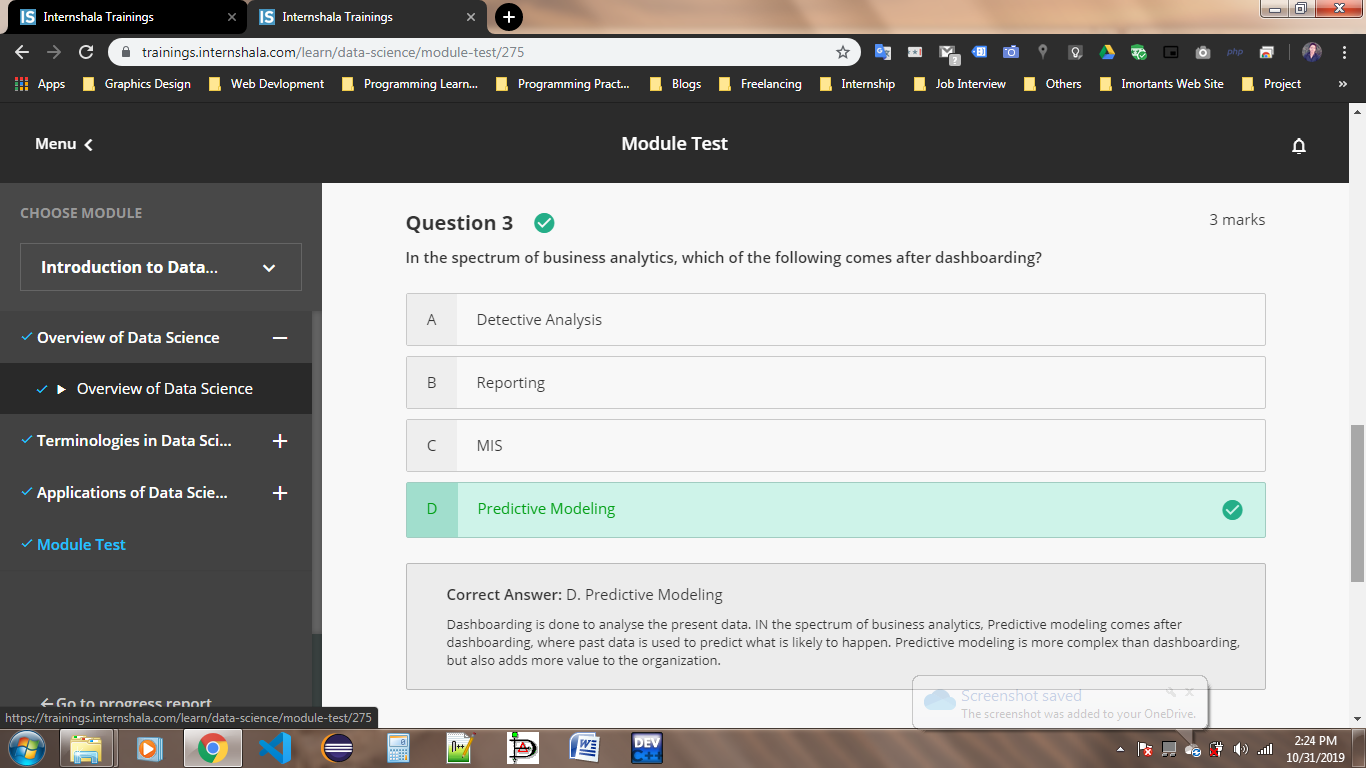 Internshala Trainings
Internshala Trainings
trainings.internshala.com/learn/data-science/module-test/275
Apps Graphics Design Web Devlopment Programming Learn... Programming Pract... Blogs Freelancing Internship Job Interview Others Imortants Web Site Project »
Menu
Module Test
CHOOSE MODULE
Introduction to Data...
Overview of Data Science
Overview of Data Science
Terminologies in Data Sci...
Applications of Data Scie...
Module Test
Go to progress report
https://trainings.internshala.com/learn/data-science/module-test/275
Question 3
3 marks
In the spectrum of business analytics, which of the following comes after dashboarding?
A Detective Analysis
B Reporting
C MIS
D Predictive Modeling
Correct Answer: D. Predictive Modeling
Dashboarding is done to analyse the present data. IN the spectrum of business analytics, Predictive modeling comes after
dashboarding, where past data is used to predict what is likely to happen. Predictive modeling is more complex than dashboarding,
but also adds more value to the organization.
Screenshot saved
The screenshot was added to your OneDrive.
DEV
C++
2:24 PM
10/31/2019